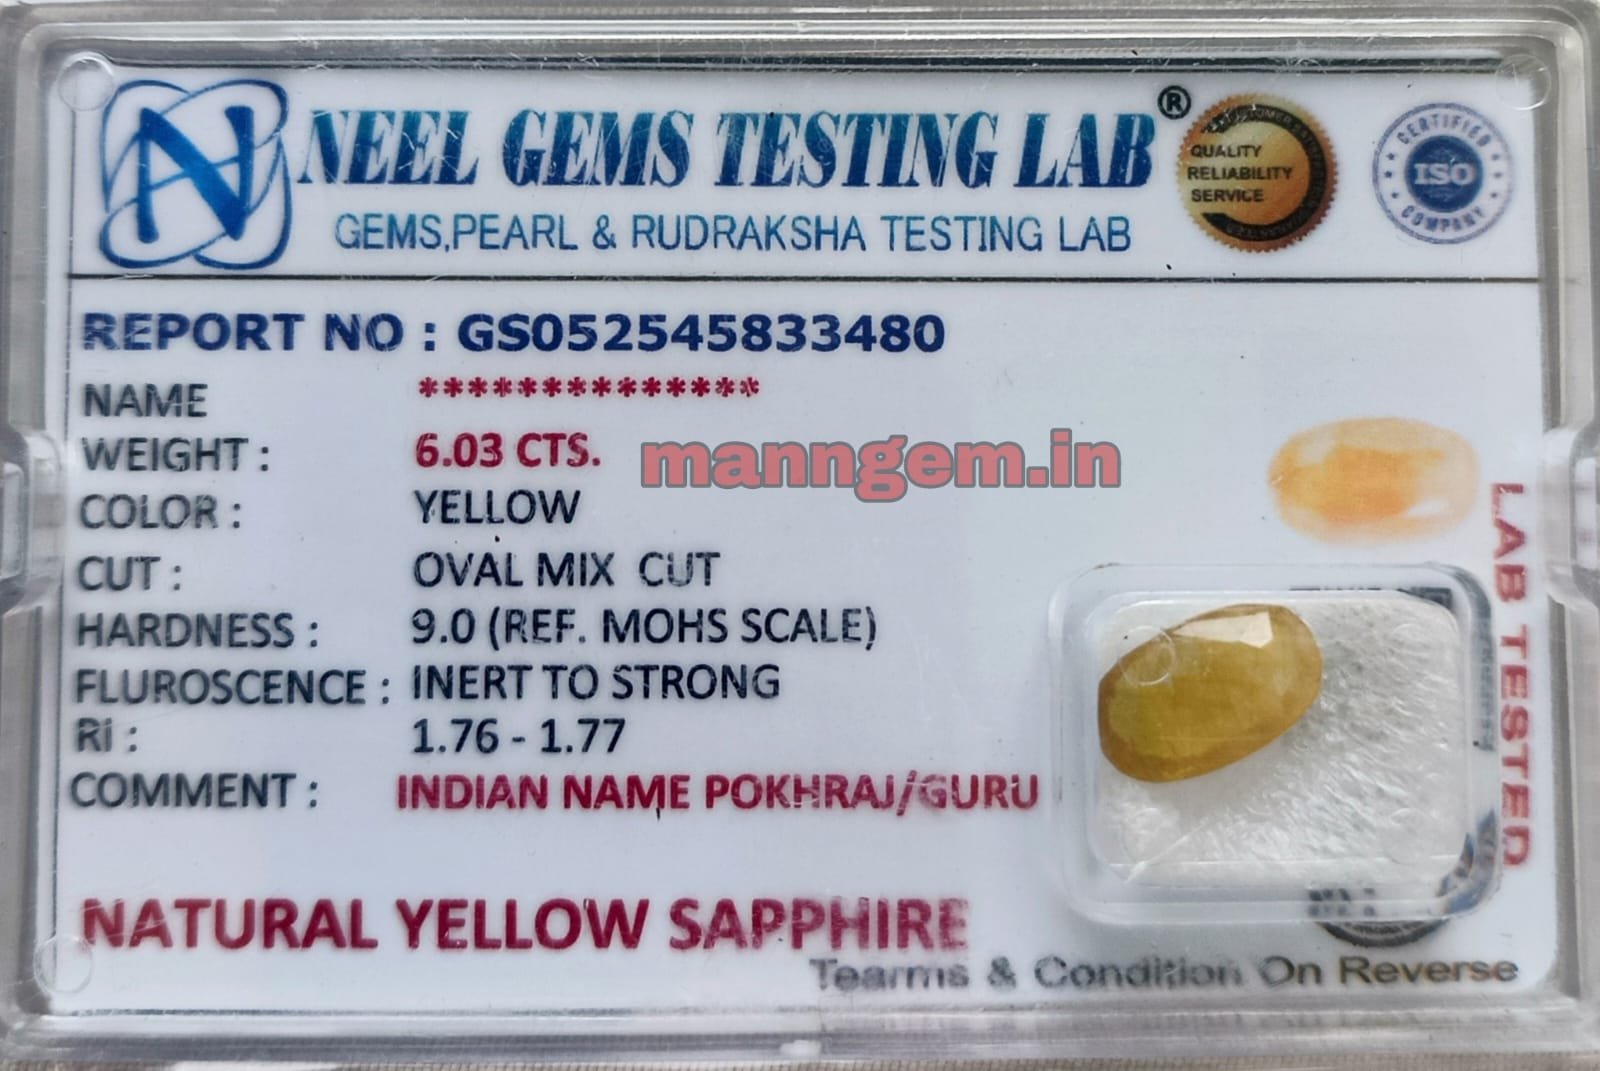 N
NEEL GEMS TESTING LAB ®
GEMS,PEARL & RUDRAKSHA TESTING LAB
QUALITY
RELIABILITY
SERVICE
CERTIFIED
ISO
COMPANY
REPORT NO : GS052545833480
NAME **************
WEIGHT : 6.03 CTS.
manngem.in
COLOR : YELLOW
CUT : OVAL MIX CUT
HARDNESS : 9.0 (REF. MOHS SCALE)
FLUROSCENCE : INERT TO STRONG
RI : 1.76 - 1.77
COMMENT : INDIAN NAME POKHRAJ/GURU
LAB TESTED
NATURAL YELLOW SAPPHIRE
Tearms & Condition On Reverse